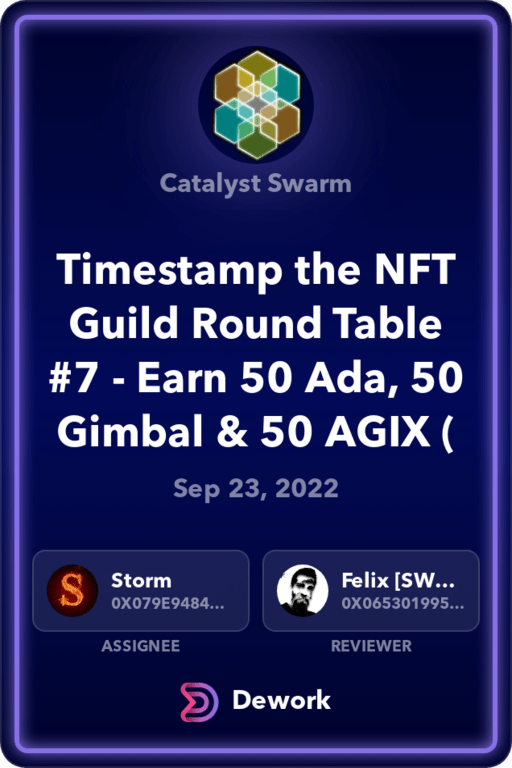 Catalyst Swarm
Timestamp the NFT
Guild Round Table
#7 - Earn 50 Ada, 50
Gimbal & 50 AGIX (
Sep 23, 2022
S
Storm
0X079E9484...
Felix [SW...
0X065301995...
ASSIGNEE
REVIEWER
Dework